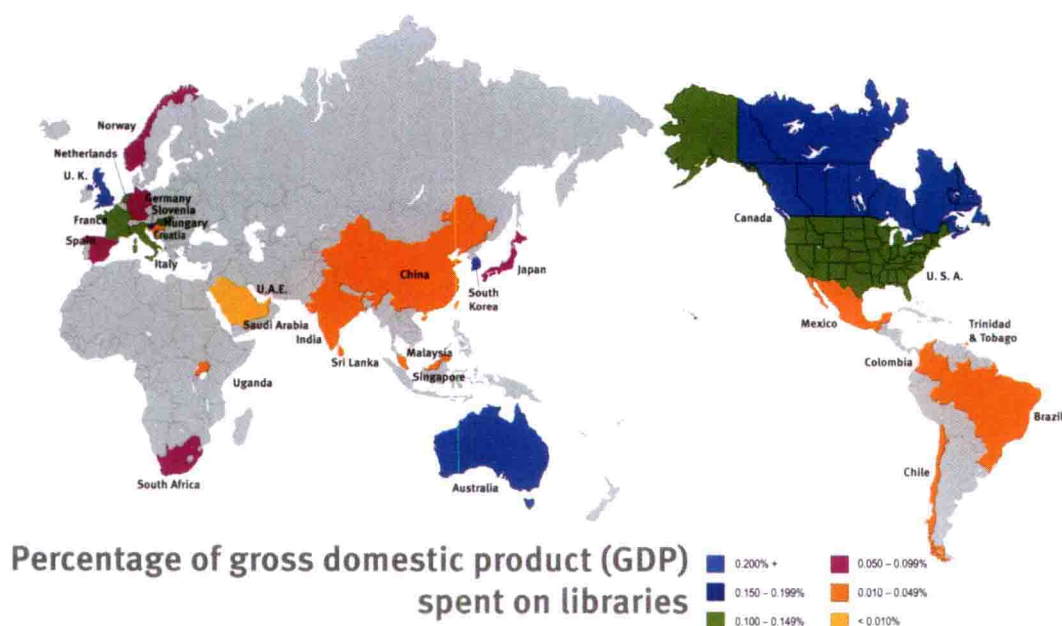 Norway
Netherlands
U. K.
Germany
Slovenia
France
Hungary
Croatia
Spain
Italy
U.A.E.
Saudi Arabia
India
China
South
Korea
Japan
Sri Lanka
Malaysia
Singapore
Uganda
South Africa
Australia
Canada
U. S. A.
Mexico
Trinidad
& Tobago
Colombia
Brazil
Chile
Percentage of gross domestic product (GDP)
spent on libraries
0.200% +
0.150 – 0.199%
0.100 – 0.149%
0.050 – 0.099%
0.010 – 0.049%
< 0.010%